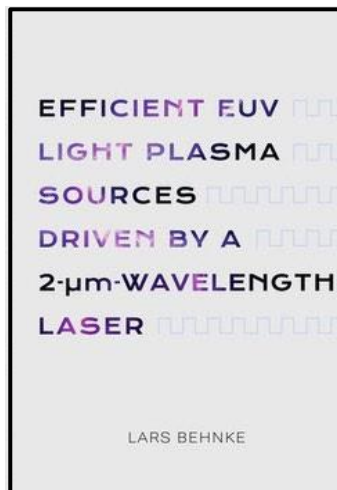 EFFICIENT EUV
LIGHT PLASMA
SOURCES
DRIVEN BY A
2-µm-WAVELENGTH
LASER
LARS BEHNKE